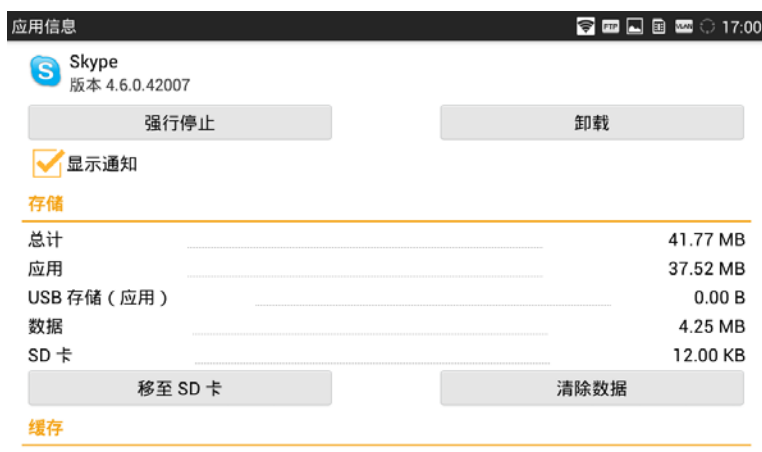 应用信息 FTP VLAN 17:00
Skype
版本 4.6.0.42007
强行停止 卸载
显示通知
存储
总计 41.77 MB
应用 37.52 MB
USB 存储（应用） 0.00 B
数据 4.25 MB
SD 卡 12.00 KB
移至 SD 卡 清除数据
缓存